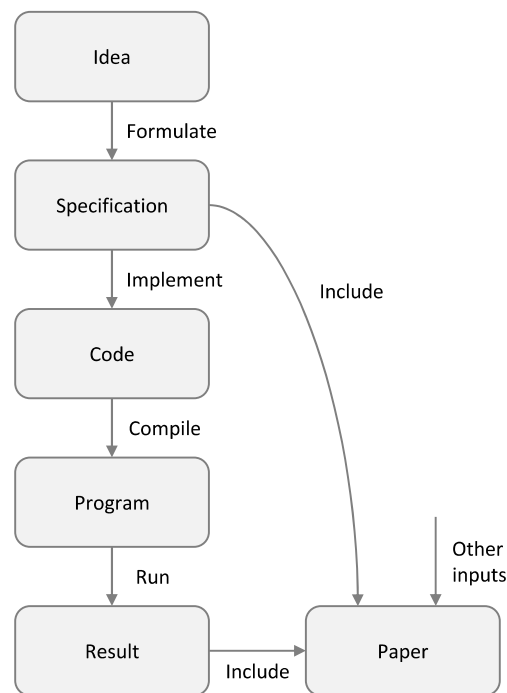 Idea
Formulate
Specification
Implement
Include
Code
Compile
Program
Run
Other
inputs
Result
Include
Paper